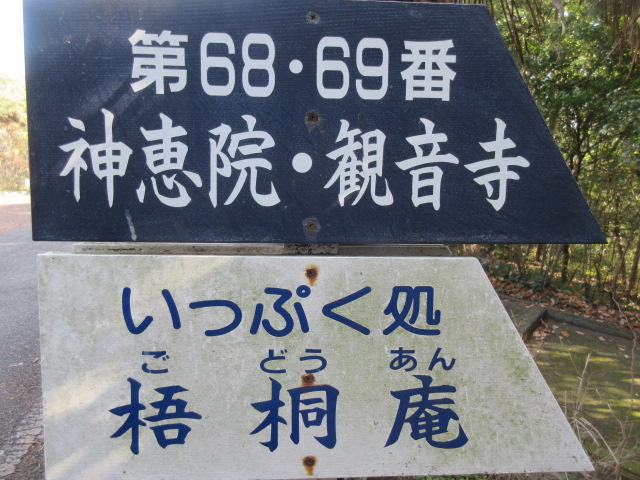 第68・69番
神恵院・観音寺
いっぷく処
ごどうあん
梧桐庵